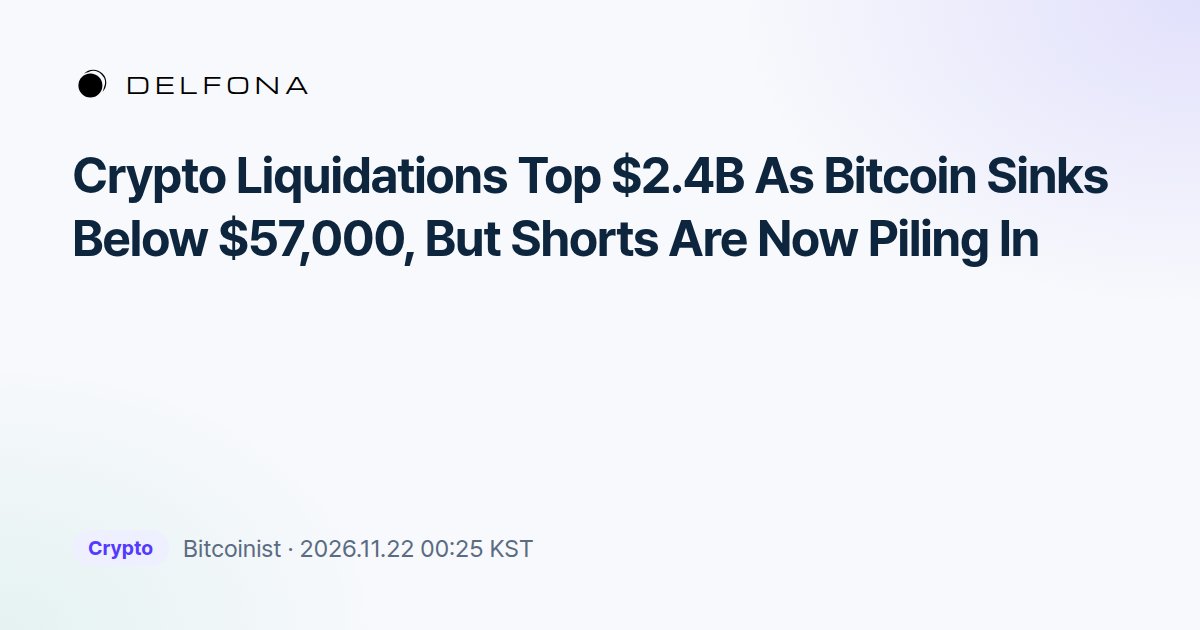 DELFONA
Crypto Liquidations Top $2.4B As Bitcoin Sinks
Below $57,000, But Shorts Are Now Piling In
Crypto Bitcoinist · 2026.11.22 00:25 KST